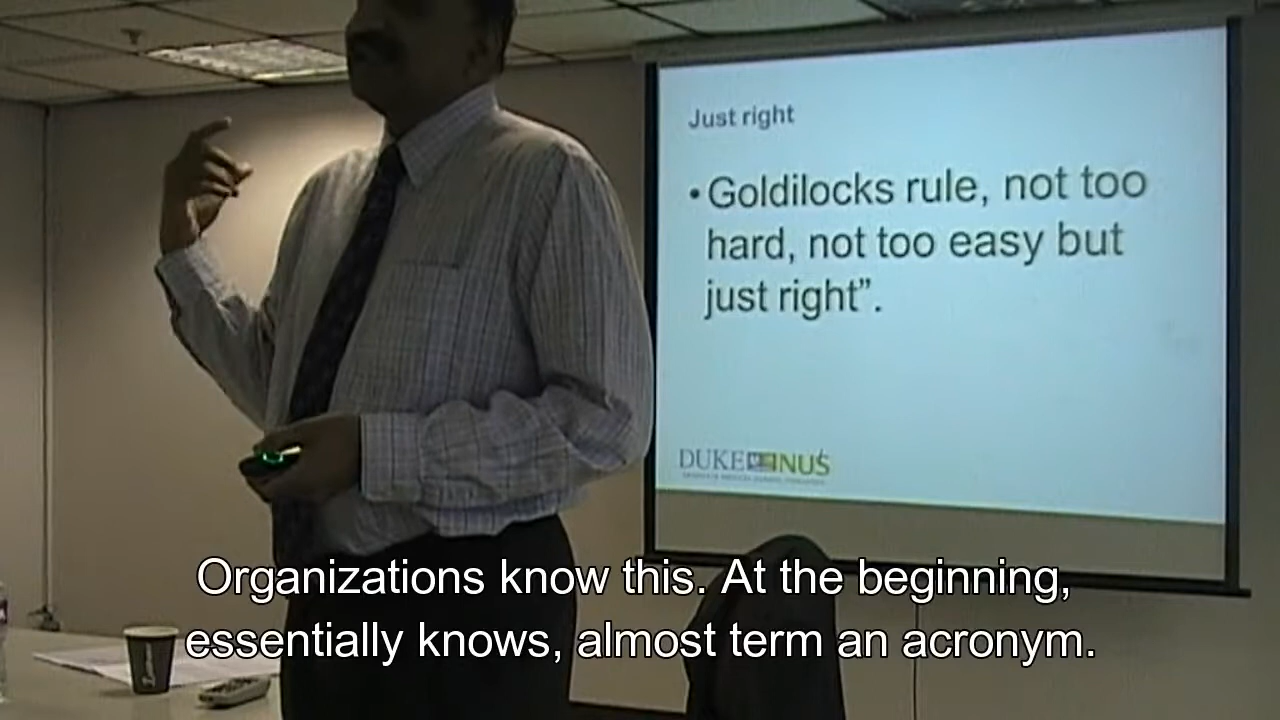 Just right
• Goldilocks rule, not too
hard, not too easy but
just right”.
DUKE NUS
Organizations know this. At the beginning,
essentially knows, almost term an acronym.